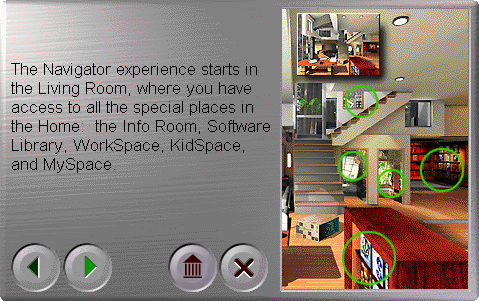 The Navigator experience starts in
the Living Room, where you have
access to all the special places in
the Home:  the Info Room, Software
Library, WorkSpace, KidSpace,
and MySpace.